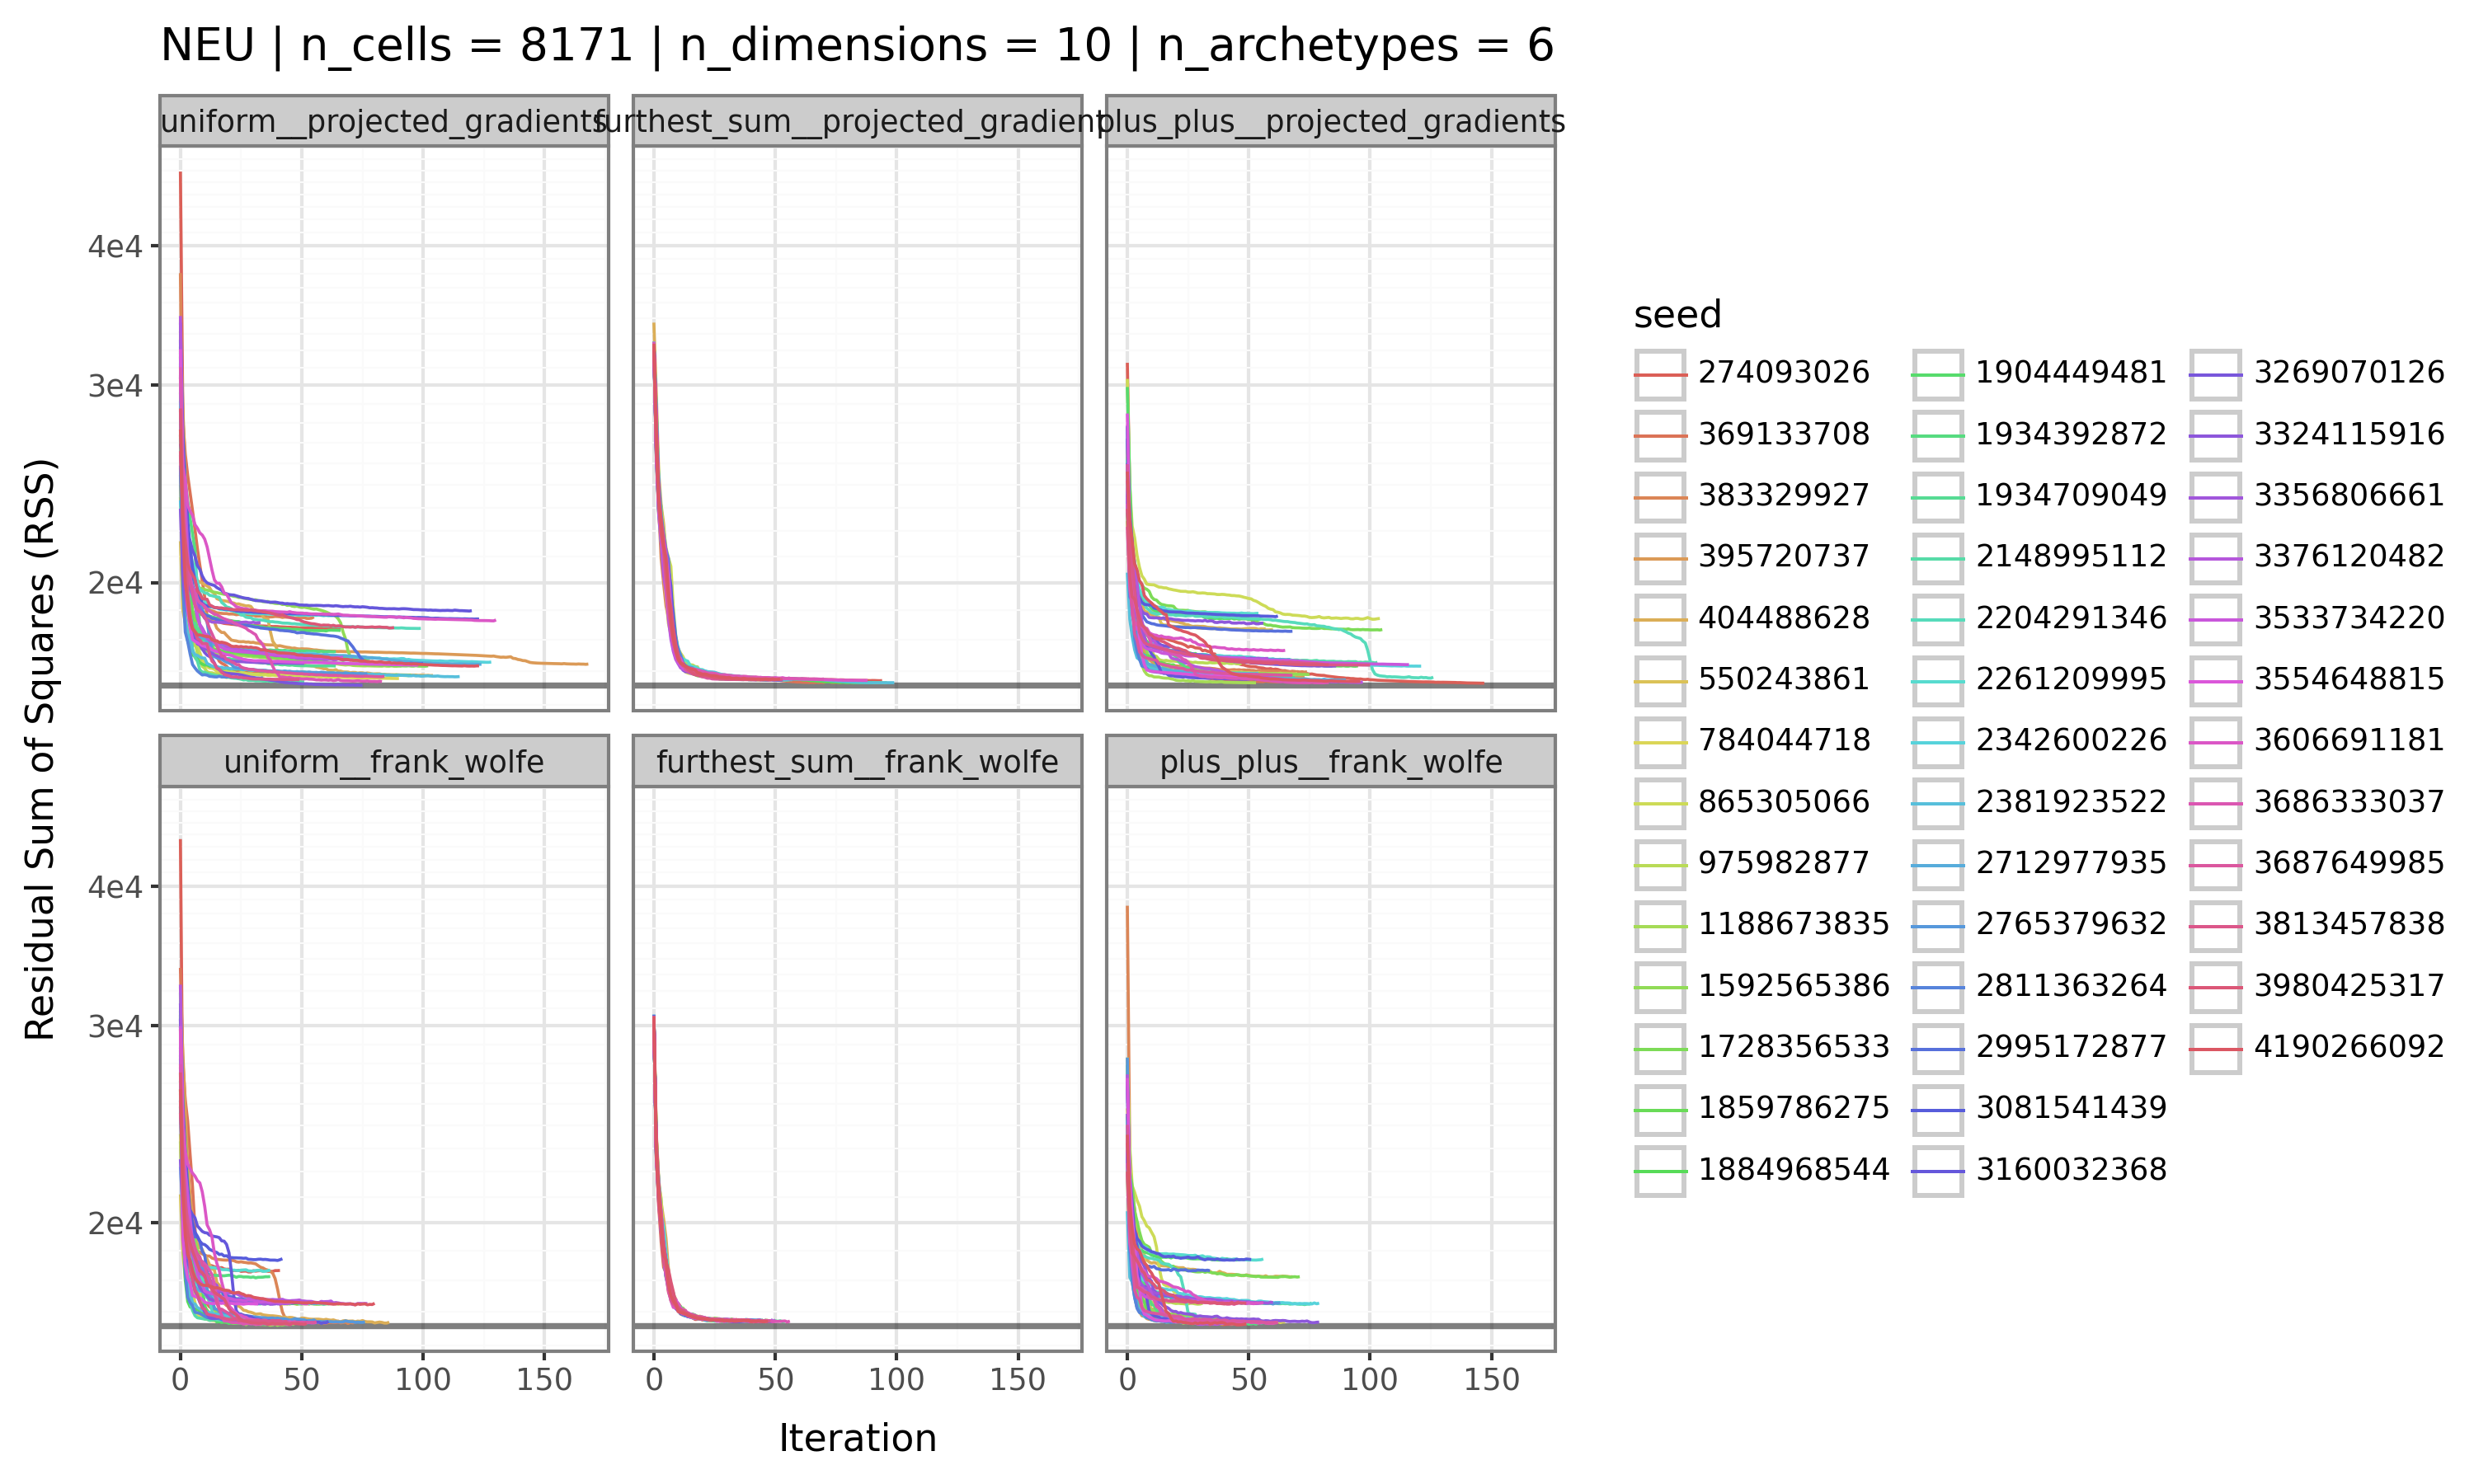 NEU | n_cells = 8171 | n_dimensions = 10 | n_archetypes = 6
uniform__projected_gradients
furthest_sum__projected_gradient
plus_plus__projected_gradients
4e4
3e4
2e4
uniform__frank_wolfe
furthest_sum__frank_wolfe
plus_plus__frank_wolfe
4e4
3e4
2e4
0 50 100 150
0 50 100 150
0 50 100 150
Iteration
Residual Sum of Squares (RSS)
seed
274093026
369133708
383329927
395720737
404488628
550243861
784044718
865305066
975982877
1188673835
1592565386
1728356533
1859786275
1884968544
1904449481
1934392872
1934709049
2148995112
2204291346
2261209995
2342600226
2381923522
2712977935
2765379632
2811363264
2995172877
3081541439
3160032368
3269070126
3324115916
3356806661
3376120482
3533734220
3554648815
3606691181
3686333037
3687649985
3813457838
3980425317
4190266092